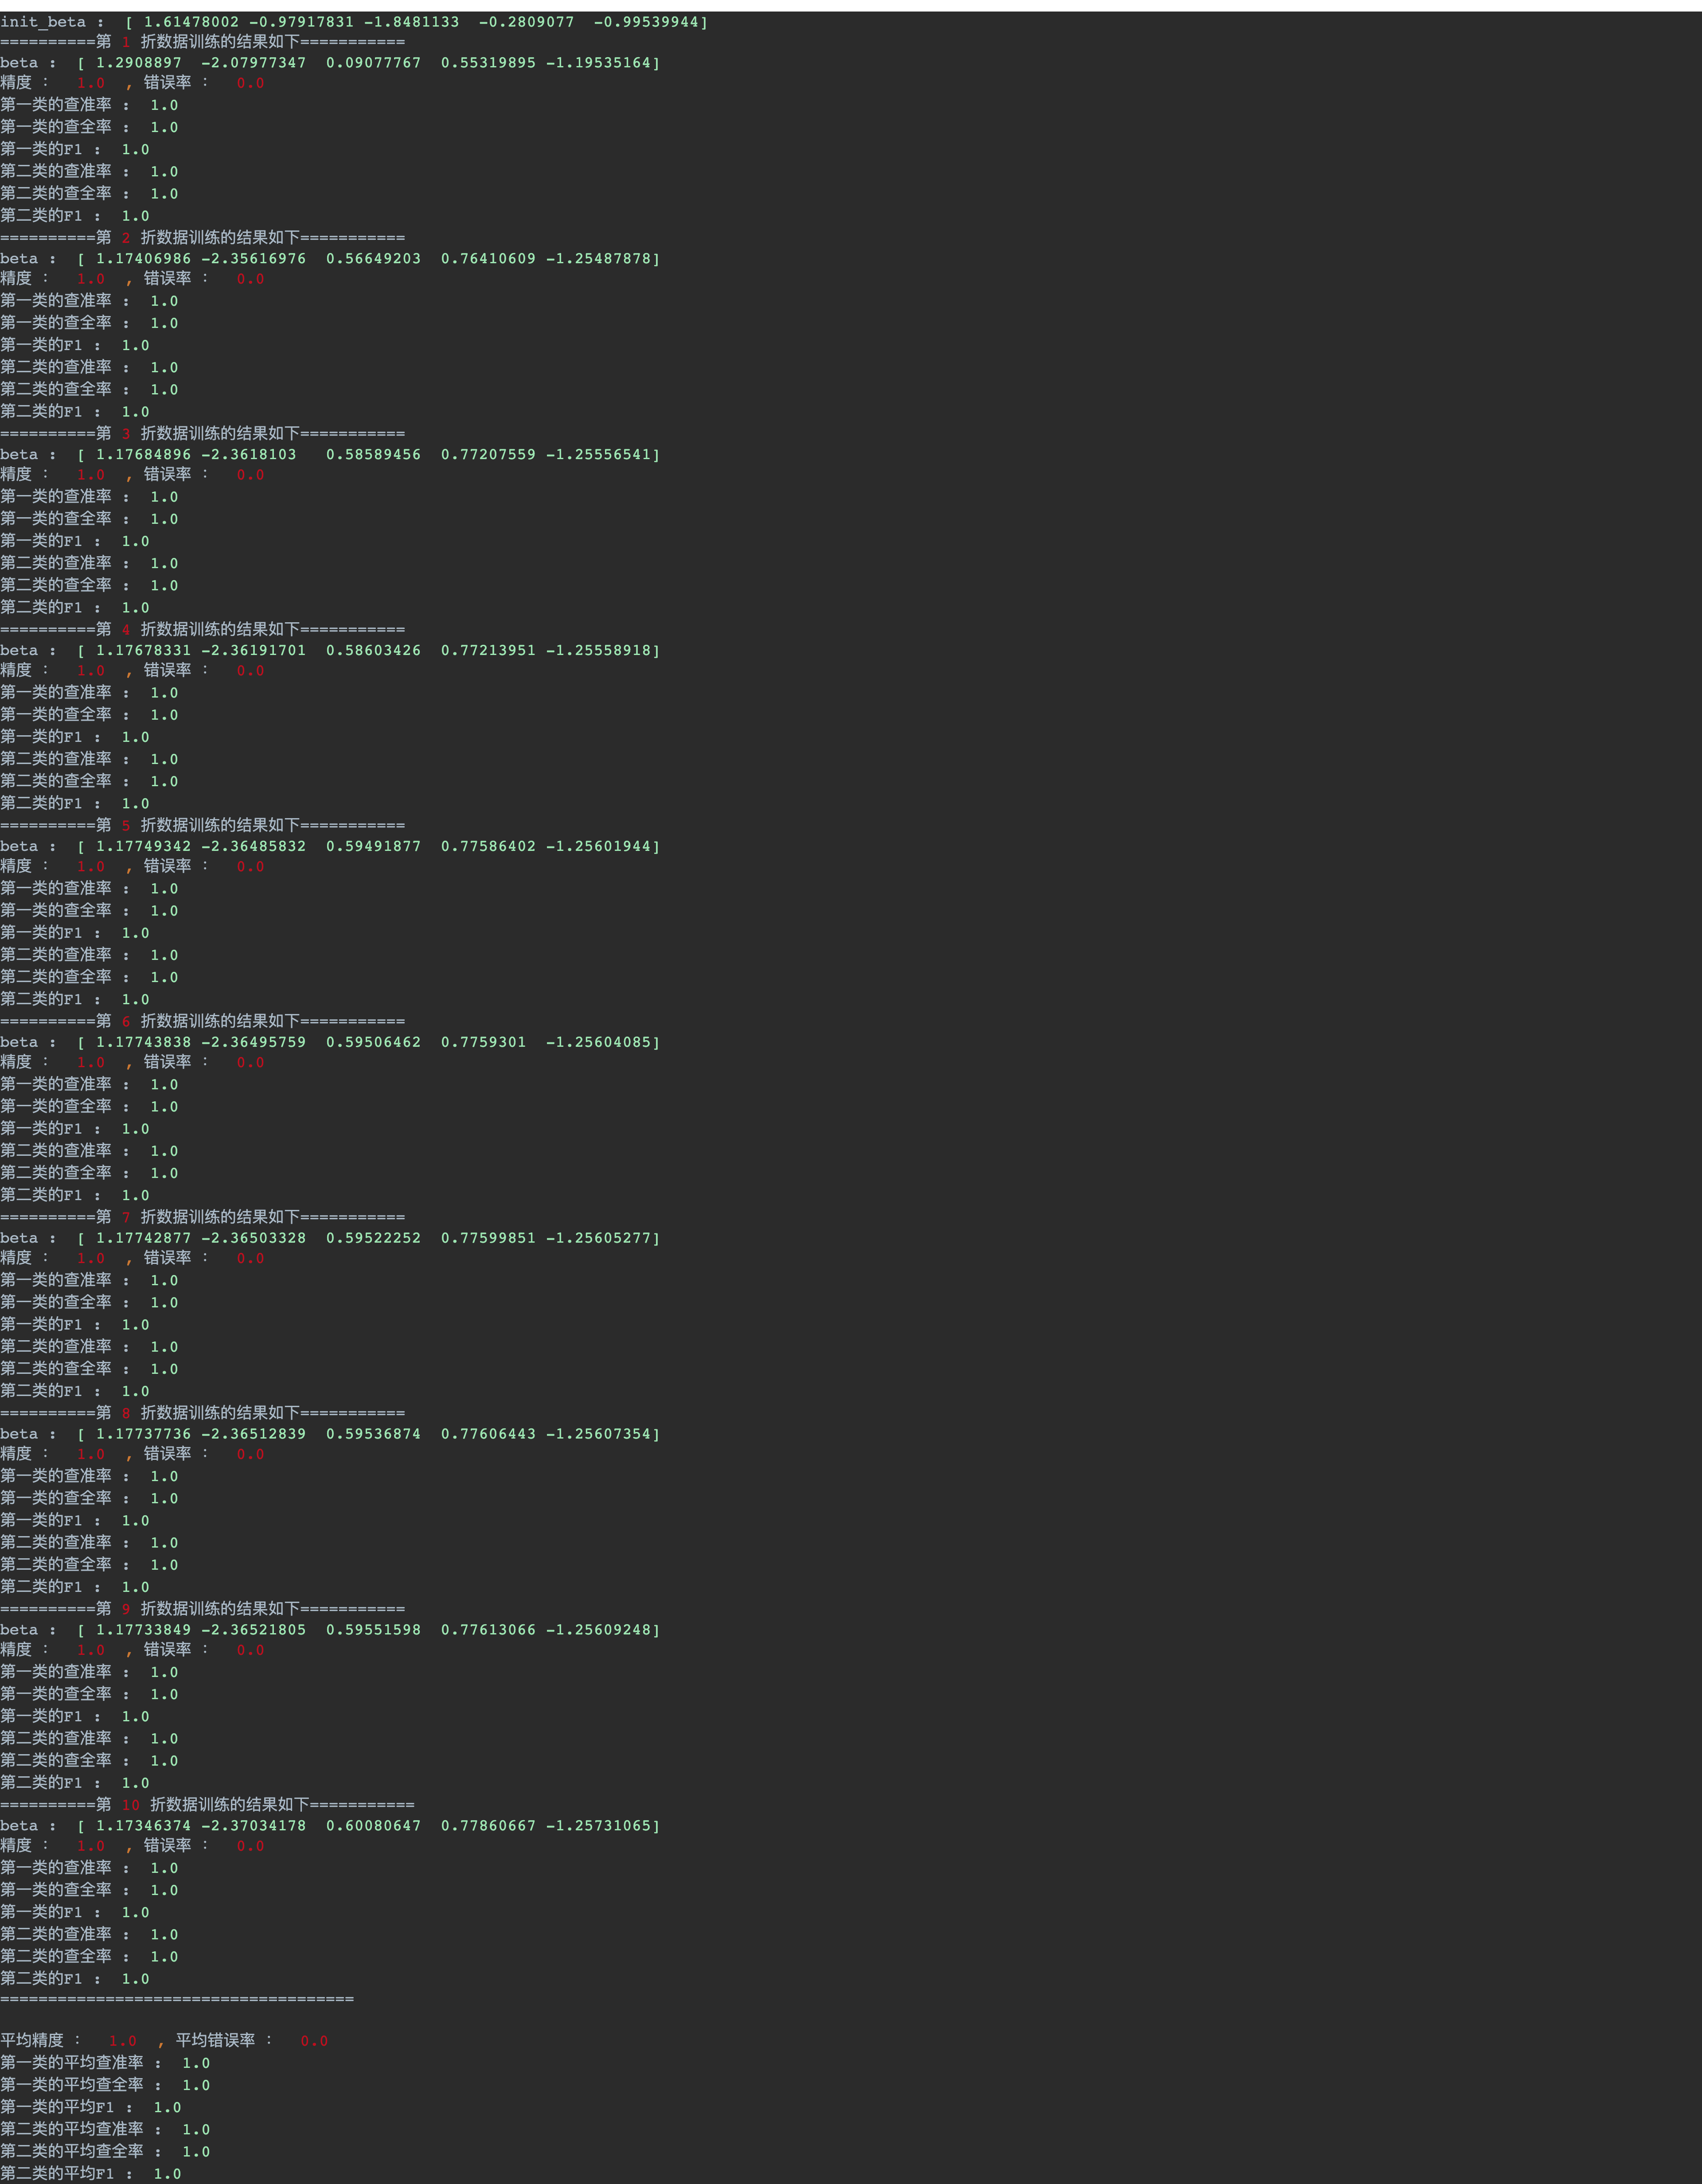 init_beta :  [ 1.61478002 -0.97917831 -1.8481133  -0.2809077  -0.99539944]
==========第 1 折数据训练的结果如下===========
beta :  [ 1.2908897  -2.07977347  0.09077767  0.55319895 -1.19535164]
精度 :   1.0  , 错误率 :   0.0
第一类的查准率 :  1.0
第一类的查全率 :  1.0
第一类的F1 :  1.0
第二类的查准率 :  1.0
第二类的查全率 :  1.0
第二类的F1 :  1.0
==========第 2 折数据训练的结果如下===========
beta :  [ 1.17406986 -2.35616976  0.56649203  0.76410609 -1.25487878]
精度 :   1.0  , 错误率 :   0.0
第一类的查准率 :  1.0
第一类的查全率 :  1.0
第一类的F1 :  1.0
第二类的查准率 :  1.0
第二类的查全率 :  1.0
第二类的F1 :  1.0
==========第 3 折数据训练的结果如下===========
beta :  [ 1.17684896 -2.3618103   0.58589456  0.77207559 -1.25556541]
精度 :   1.0  , 错误率 :   0.0
第一类的查准率 :  1.0
第一类的查全率 :  1.0
第一类的F1 :  1.0
第二类的查准率 :  1.0
第二类的查全率 :  1.0
第二类的F1 :  1.0
==========第 4 折数据训练的结果如下===========
beta :  [ 1.17678331 -2.36191701  0.58603426  0.77213951 -1.25558918]
精度 :   1.0  , 错误率 :   0.0
第一类的查准率 :  1.0
第一类的查全率 :  1.0
第一类的F1 :  1.0
第二类的查准率 :  1.0
第二类的查全率 :  1.0
第二类的F1 :  1.0
==========第 5 折数据训练的结果如下===========
beta :  [ 1.17749342 -2.36485832  0.59491877  0.77586402 -1.25601944]
精度 :   1.0  , 错误率 :   0.0
第一类的查准率 :  1.0
第一类的查全率 :  1.0
第一类的F1 :  1.0
第二类的查准率 :  1.0
第二类的查全率 :  1.0
第二类的F1 :  1.0
==========第 6 折数据训练的结果如下===========
beta :  [ 1.17743838 -2.36495759  0.59506462  0.7759301  -1.25604085]
精度 :   1.0  , 错误率 :   0.0
第一类的查准率 :  1.0
第一类的查全率 :  1.0
第一类的F1 :  1.0
第二类的查准率 :  1.0
第二类的查全率 :  1.0
第二类的F1 :  1.0
==========第 7 折数据训练的结果如下===========
beta :  [ 1.17742877 -2.36503328  0.59522252  0.77599851 -1.25605277]
精度 :   1.0  , 错误率 :   0.0
第一类的查准率 :  1.0
第一类的查全率 :  1.0
第一类的F1 :  1.0
第二类的查准率 :  1.0
第二类的查全率 :  1.0
第二类的F1 :  1.0
==========第 8 折数据训练的结果如下===========
beta :  [ 1.17737736 -2.36512839  0.59536874  0.77606443 -1.25607354]
精度 :   1.0  , 错误率 :   0.0
第一类的查准率 :  1.0
第一类的查全率 :  1.0
第一类的F1 :  1.0
第二类的查准率 :  1.0
第二类的查全率 :  1.0
第二类的F1 :  1.0
==========第 9 折数据训练的结果如下===========
beta :  [ 1.17733849 -2.36521805  0.59551598  0.77613066 -1.25609248]
精度 :   1.0  , 错误率 :   0.0
第一类的查准率 :  1.0
第一类的查全率 :  1.0
第一类的F1 :  1.0
第二类的查准率 :  1.0
第二类的查全率 :  1.0
第二类的F1 :  1.0
==========第 10 折数据训练的结果如下===========
beta :  [ 1.17346374 -2.37034178  0.60080647  0.77860667 -1.25731065]
精度 :   1.0  , 错误率 :   0.0
第一类的查准率 :  1.0
第一类的查全率 :  1.0
第一类的F1 :  1.0
第二类的查准率 :  1.0
第二类的查全率 :  1.0
第二类的F1 :  1.0
=====================================
平均精度 :   1.0  , 平均错误率 :   0.0
第一类的平均查准率 :  1.0
第一类的平均查全率 :  1.0
第一类的平均F1 :  1.0
第二类的平均查准率 :  1.0
第二类的平均查全率 :  1.0
第二类的平均F1 :  1.0